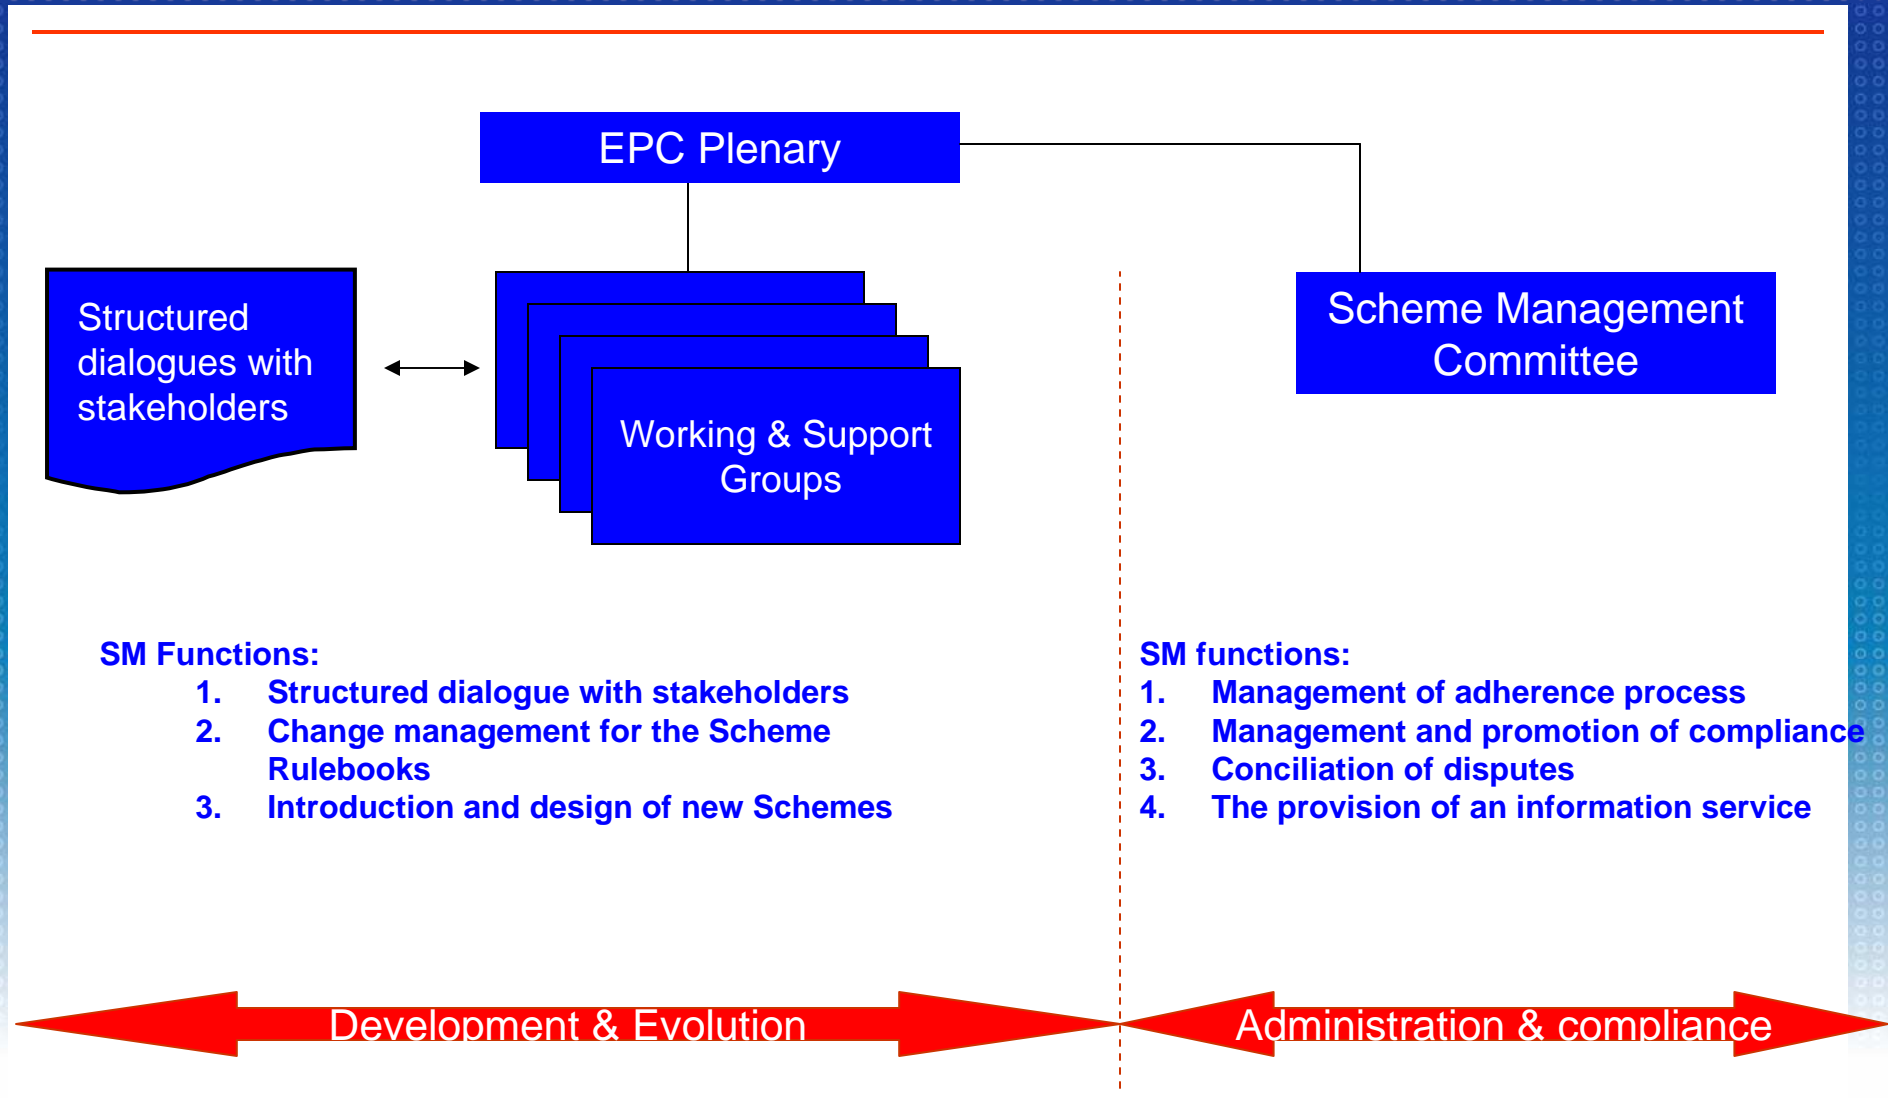 EPC Plenary
Structured
dialogues with
stakeholders
Working & Support
Groups
Scheme Management
Committee
SM Functions:
1. Structured dialogue with stakeholders
2. Change management for the Scheme
Rulebooks
3. Introduction and design of new Schemes
SM functions:
1. Management of adherence process
2. Management and promotion of compliance
3. Conciliation of disputes
4. The provision of an information service
Development & Evolution
Administration & compliance